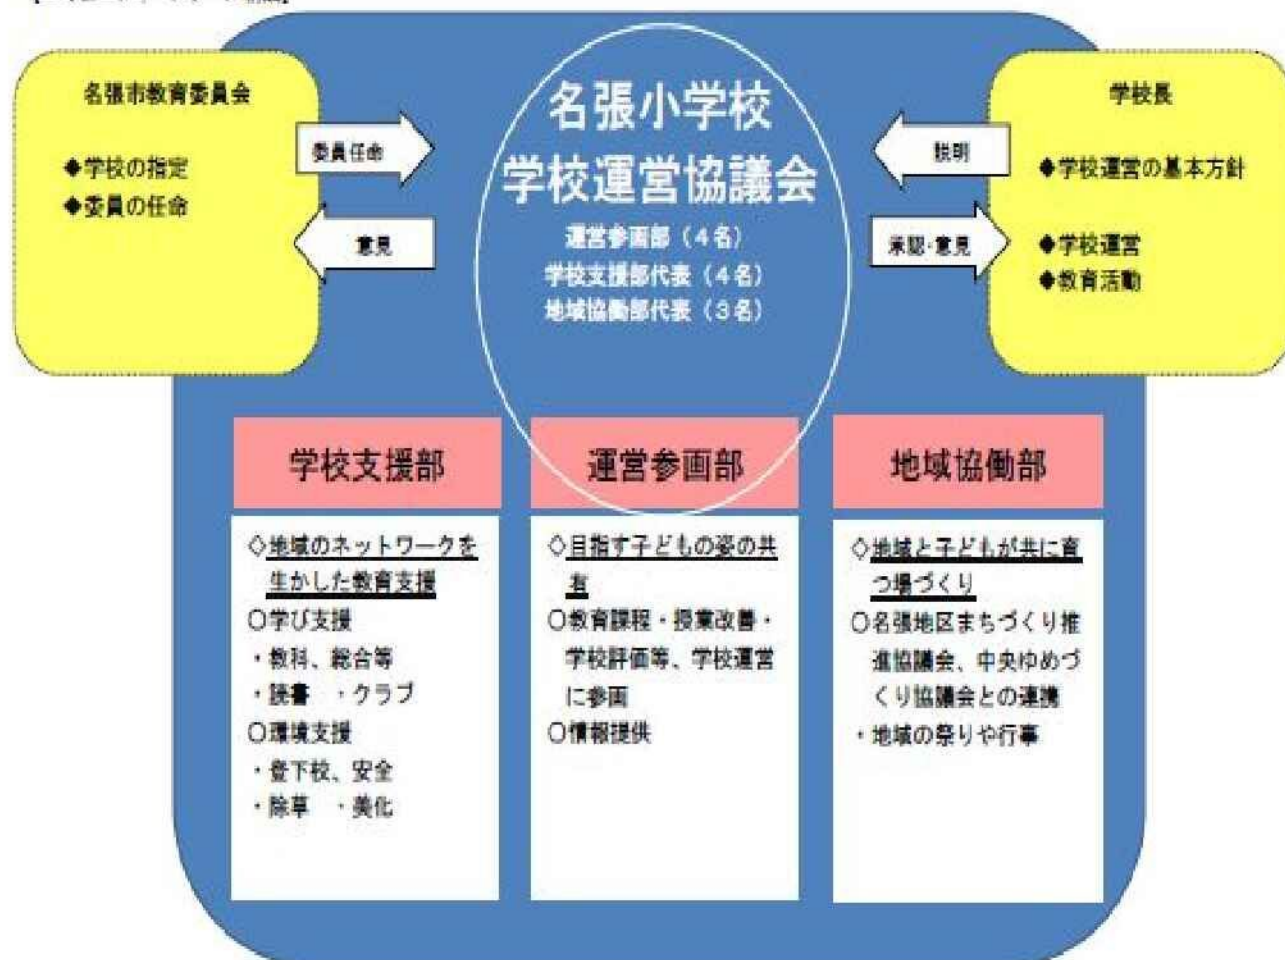 名張市教育委員会
◆学校の指定
◆委員の任命
委員任命
意見
名張小学校
学校運営協議会
運営参画部（４名）
学校支援部代表（４名）
地域協働部代表（３名）
説明
承認・意見
学校長
◆学校運営の基本方針
◆学校運営
◆教育活動
学校支援部
◇地域のネットワークを
生かした教育支援
○学び支援
・教科、総合等
・読書　・クラブ
○環境支援
・登下校、安全
・除草　・美化
運営参画部
◇目指す子どもの姿の共
有
○教育課程・授業改善・
学校評価等、学校運営
に参画
○情報提供
地域協働部
◇地域と子どもが共に育
つ場づくり
○名張地区まちづくり推
進協議会、中央ゆめづ
くり協議会との連携
・地域の祭りや行事